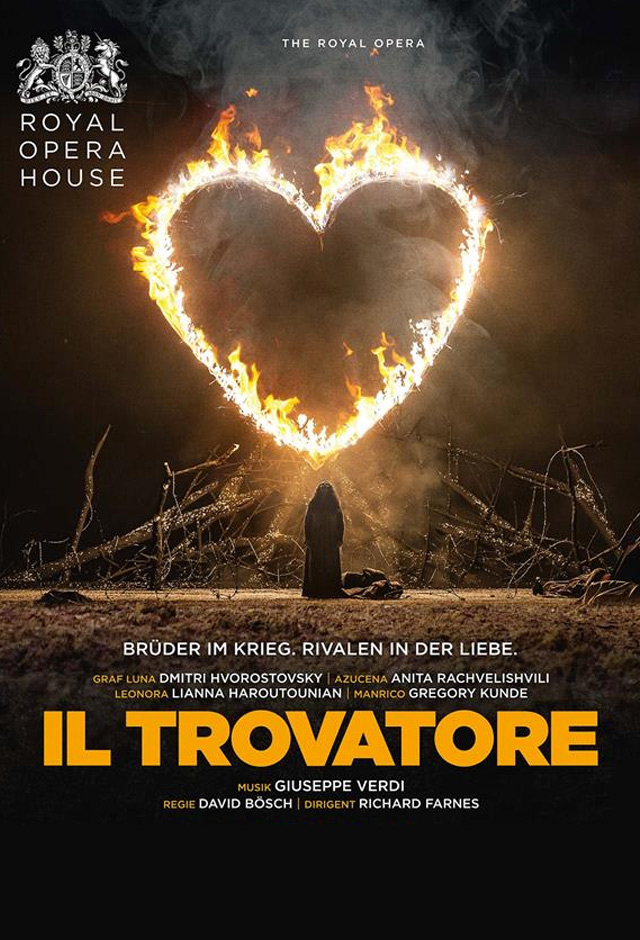 THE ROYAL OPERA
ROYAL
OPERA
HOUSE
BRÜDER IM KRIEG. RIVALEN IN DER LIEBE.
GRAF LUNA DMITRI HVOROSTOVSKY | AZUCENA ANITA RACHVELISHVILI
LEONORA LIANNA HAROUTOUNIAN | MANRICO GREGORY KUNDE
IL TROVATORE
MUSIK GIUSEPPE VERDI
REGIE DAVID BÖSCH | DIRIGENT RICHARD FARNES